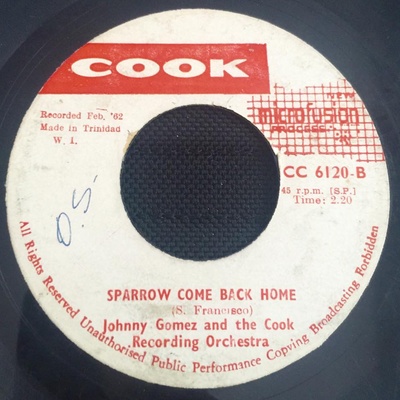 COOK
NEW
microfusion
PROCESS
Recorded Feb. '62
Made in Trinidad
W. I.
CC 6120-B
45 r.p.m. [S.P.]
Time: 2.20
O.S.
SPARROW COME BACK HOME
(S. Francisco)
Johnny Gomez and the Cook
Recording Orchestra
All Rights Reserved Unauthorised Public Performance Copying Broadcasting Forbidden